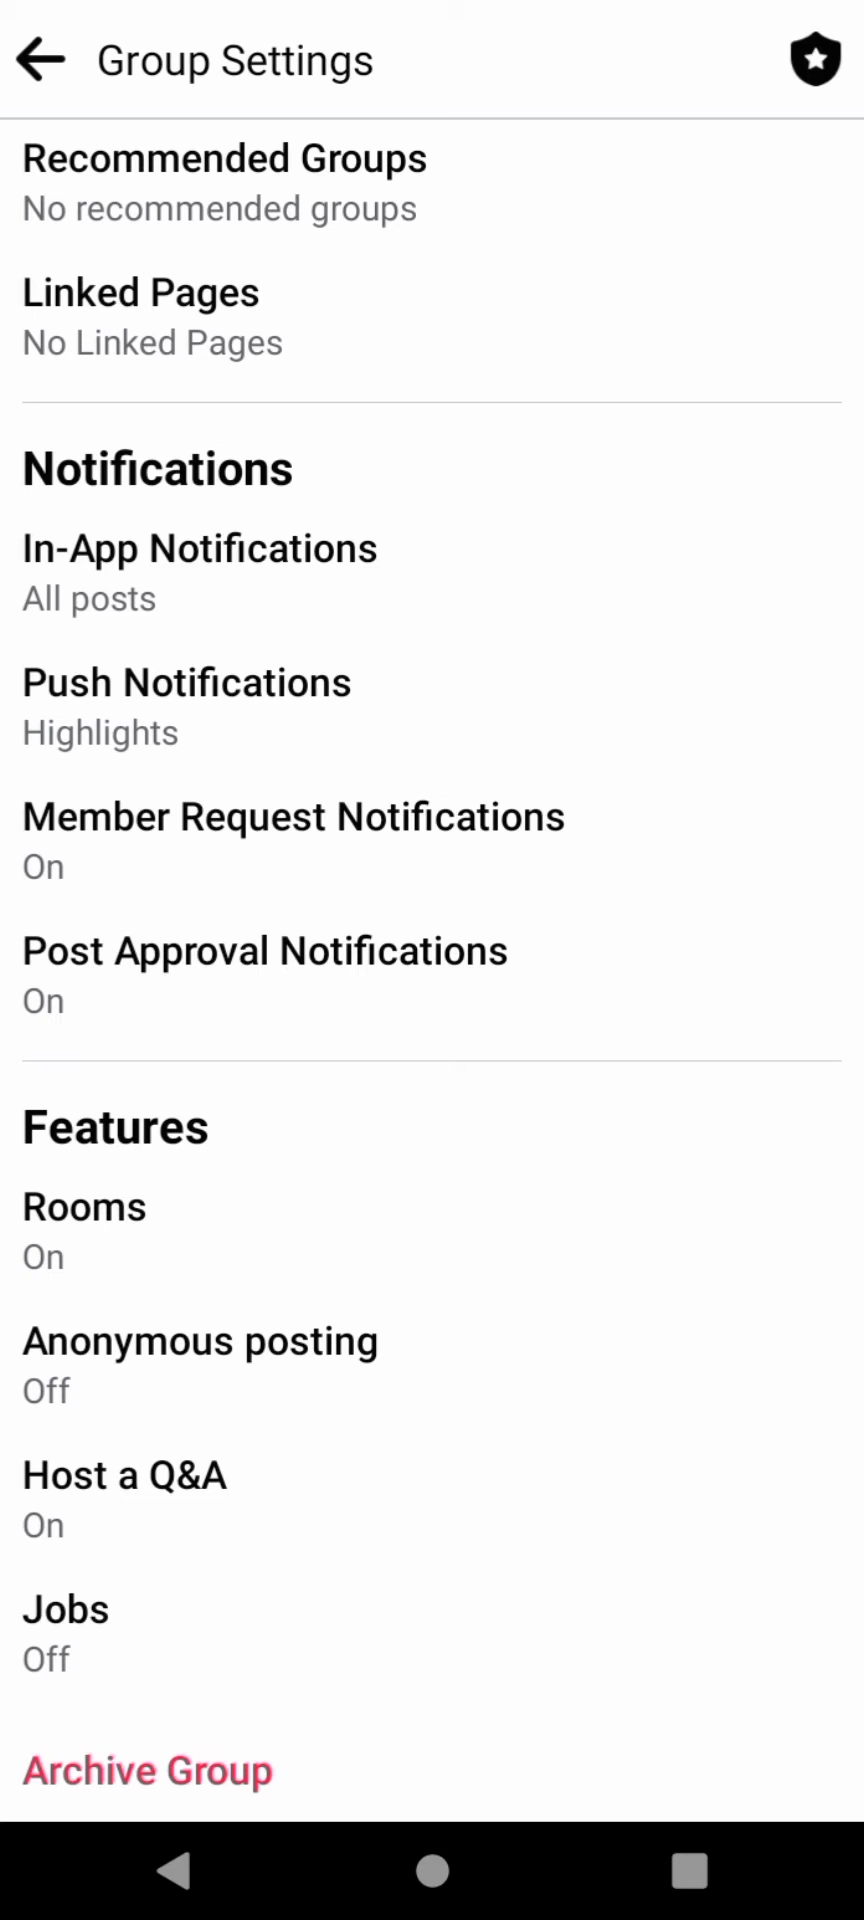 Group Settings
Recommended Groups
No recommended groups
Linked Pages
No Linked Pages
Notifications
In-App Notifications
All posts
Push Notifications
Highlights
Member Request Notifications
On
Post Approval Notifications
On
Features
Rooms
On
Anonymous posting
Off
Host a Q&A
On
Jobs
Off
Archive Group